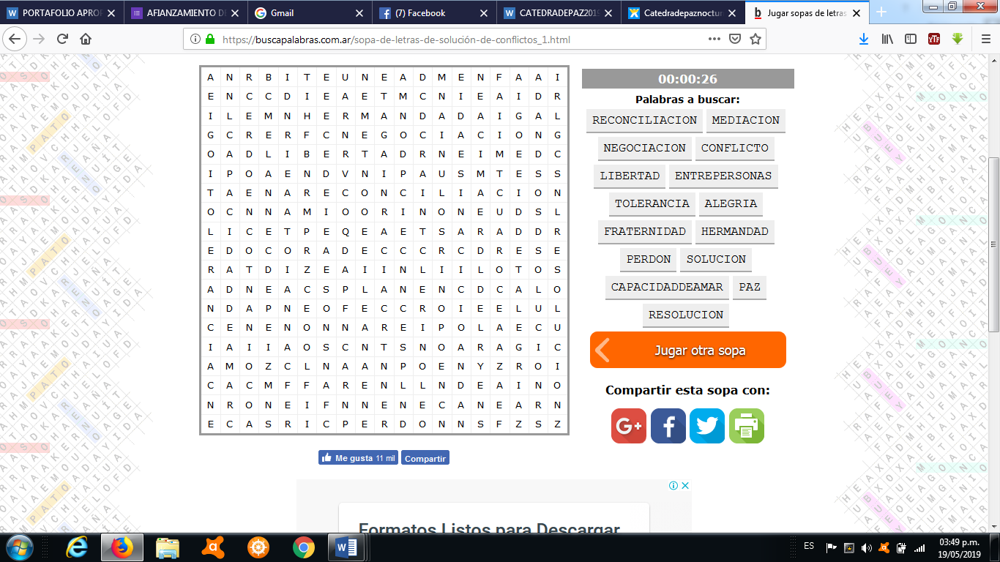 PORTAFOLIO APROP
AFIANZAMIENTO DE
Gmail
(7) Facebook
CATEDRADEPAZ2019
Catedradepaznoctur
Jugar sopas de letras
https://buscapalabras.com.ar/sopa-de-letras-de-solución-de-conflictos_1.html
A N R B I T E U N E A D M E N F A A I
E N C C D I E A E T M C N I E A I D R
I L E M N H E R M A N D A D A I G A L
G C R E R F C N E G O C I A C I O N G
O A D L I B E R T A D R N E I M E D C
I P O A E N D V N I P A U S M T E S S
T A E N A R E C O N C I L I A C I O N
O C N N A M I O O R I N O N E U D S L
L I C E T P E Q E A E T S A R A D D R
E D O C O R A D E C C C R C D R E S E
R A T D I Z E A I I N L I I L O T O S
A D N E A C S P L A N E N C D C A L O
N D A P N E O F E C C R O I E E L U L
C E N E N O N N A R E I P O L A E C U
I A I I A O S C N T S N O A R A G I C
A M O Z C L N A A N P O E N Y Z R O I
C A C M F F A R E N L L N D E A I N O
N R O N E I F N N E N E C A N E A R N
E C A S R I C P E R D O N N S F Z S Z
00:00:26
Palabras a buscar:
RECONCILIACION MEDIACION
NEGOCIACION CONFLICTO
LIBERTAD ENTREPERSONAS
TOLERANCIA ALEGRIA
FRATERNIDAD HERMANDAD
PERDON SOLUCION
CAPACIDADDEAMAR PAZ
RESOLUCION
Jugar otra sopa
Compartir esta sopa con:
Me gusta 11 mil
Compartir
Formatos Listos para Descargar
ES
03:49 p.m.
19/05/2019